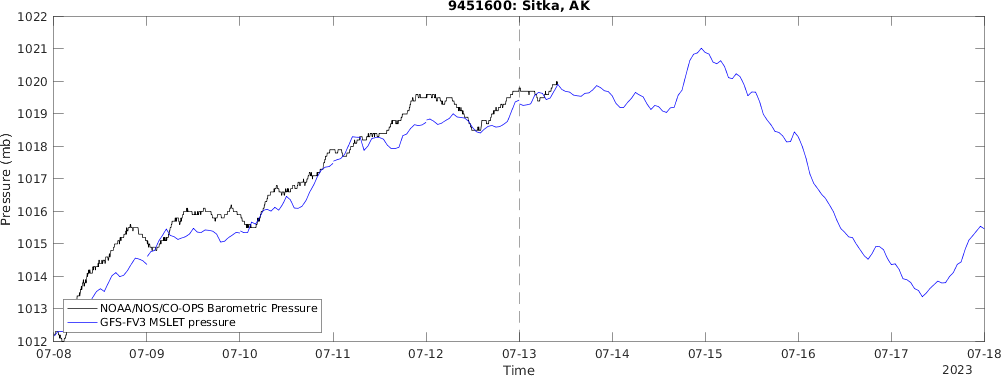 9451600: Sitka, AK
Pressure (mb)
1022
1021
1020
1019
1018
1017
1016
1015
1014
1013
1012
NOAA/NOS/CO-OPS Barometric Pressure
GFS-FV3 MSLET pressure
07-08 07-09 07-10 07-11 07-12 07-13 07-14 07-15 07-16 07-17 07-18
Time
2023